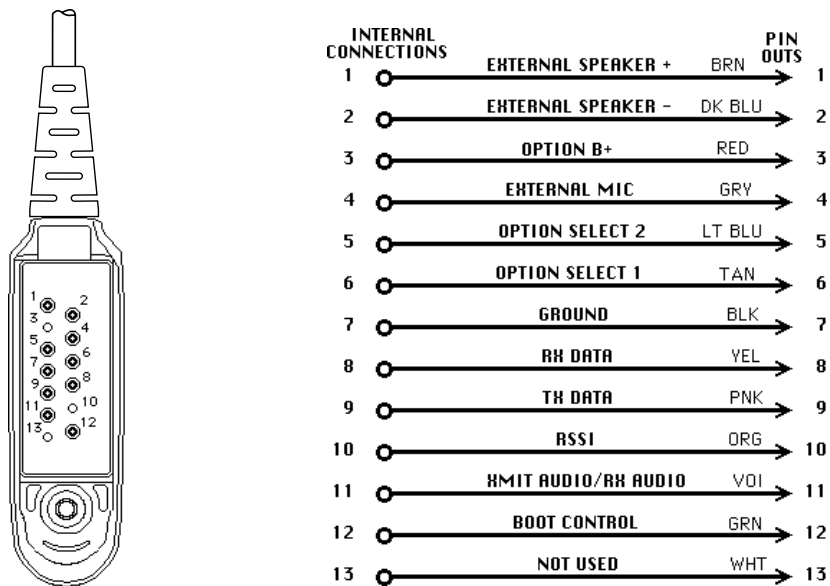 INTERNAL CONNECTIONS PIN OUTS
1 EXTERNAL SPEAKER + BRN 1
2 EXTERNAL SPEAKER - DK BLU 2
3 OPTION B+ RED 3
4 EXTERNAL MIC GRY 4
5 OPTION SELECT 2 LT BLU 5
6 OPTION SELECT 1 TAN 6
7 GROUND BLK 7
8 RX DATA YEL 8
9 TX DATA PNK 9
10 RSSI ORG 10
11 XMIT AUDIO/RX AUDIO VOI 11
12 BOOT CONTROL GRN 12
13 NOT USED WHT 13
1 2
3 4
5 6
7 8
9 10
11 12
13